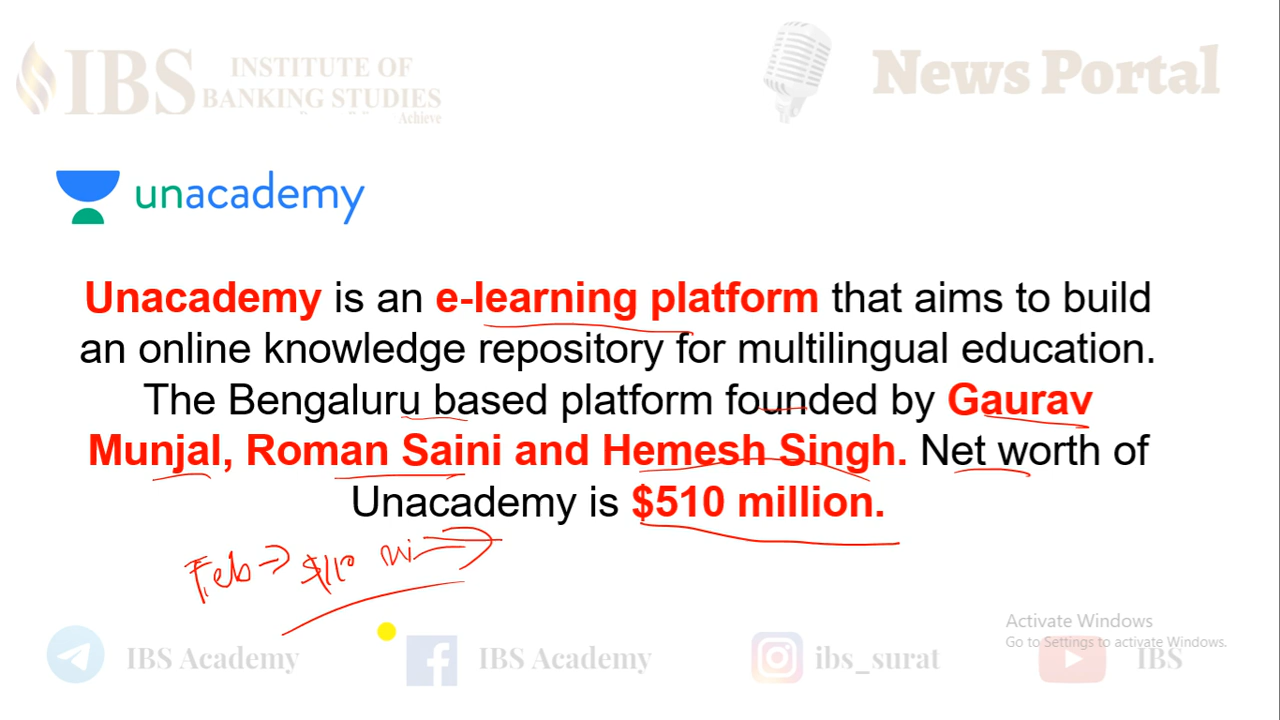 IBS INSTITUTE OF
BANKING STUDIES
Achieve
News Portal
unacademy
Unacademy is an e-learning platform that aims to build
an online knowledge repository for multilingual education.
The Bengaluru based platform founded by Gaurav
Munjal, Roman Saini and Hemesh Singh. Net worth of
Unacademy is $510 million.
Feb → $110
Activate Windows
Go to Settings to activate Windows.
IBS Academy
IBS Academy
ibs_surat
IBS